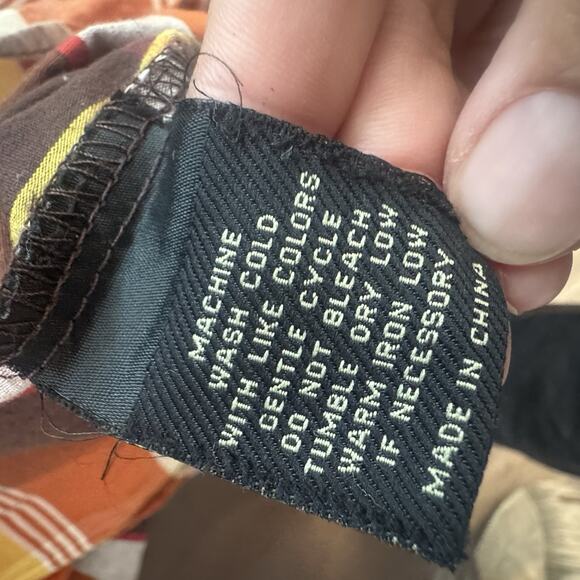 MACHINE
WASH COLD
WITH LIKE COLORS
GENTLE CYCLE
DO NOT BLEACH
TUMBLE DRY LOW
WARM IRON LOW
IF NECESSARY
MADE IN CHINA